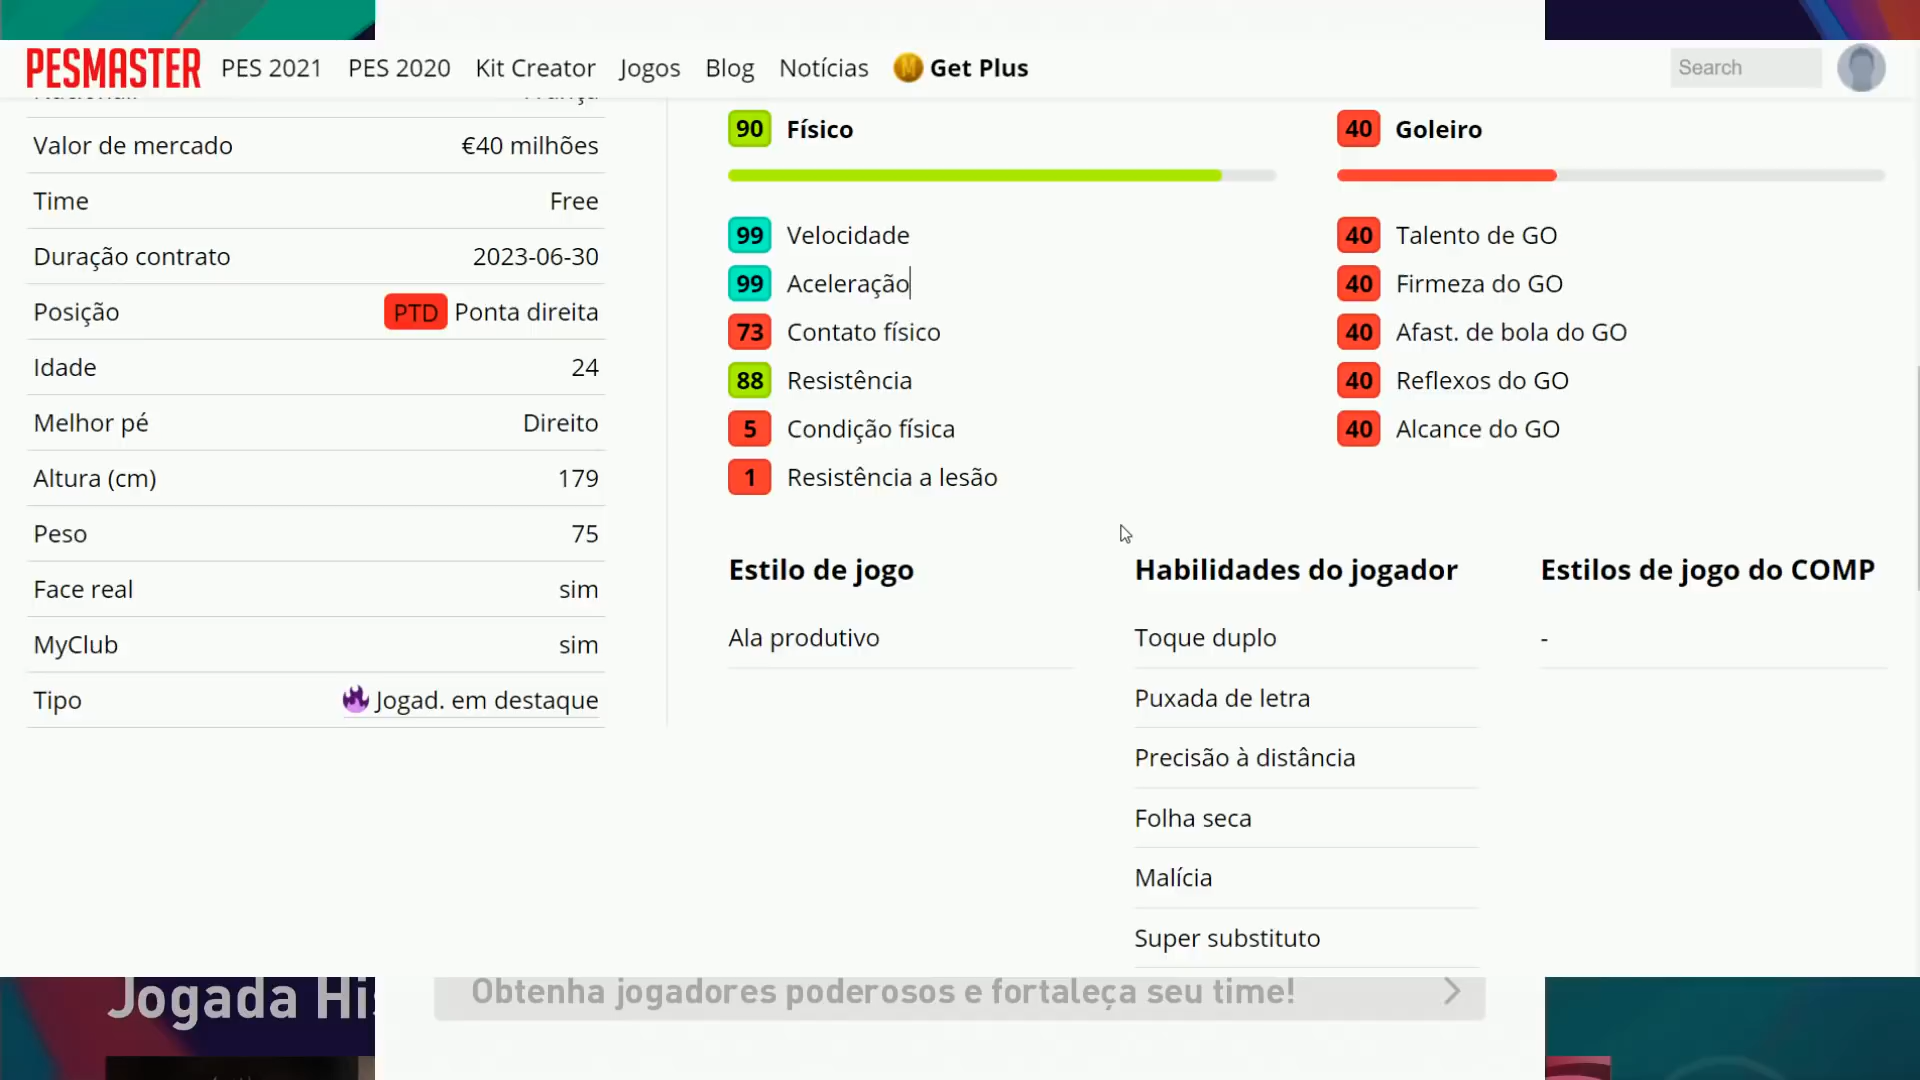 PESMASTER PES 2021 PES 2020 Kit Creator Jogos Blog Notícias Get Plus Search
Valor de mercado €40 milhões
Time Free
Duração contrato 2023-06-30
Posição PTD Ponta direita
Idade 24
Melhor pé Direito
Altura (cm) 179
Peso 75
Face real sim
MyClub sim
Tipo Jogad. em destaque
90 Físico
99 Velocidade
99 Aceleração
73 Contato físico
88 Resistência
5 Condição física
1 Resistência a lesão
40 Goleiro
40 Talento de GO
40 Firmeza do GO
40 Afast. de bola do GO
40 Reflexos do GO
40 Alcance do GO
Estilo de jogo
Ala produtivo
Habilidades do jogador
Toque duplo
Puxada de letra
Precisão à distância
Folha seca
Malícia
Super substituto
Estilos de jogo do COMP
-
Jogada
Obtenha jogadores poderosos e fortaleça seu time!